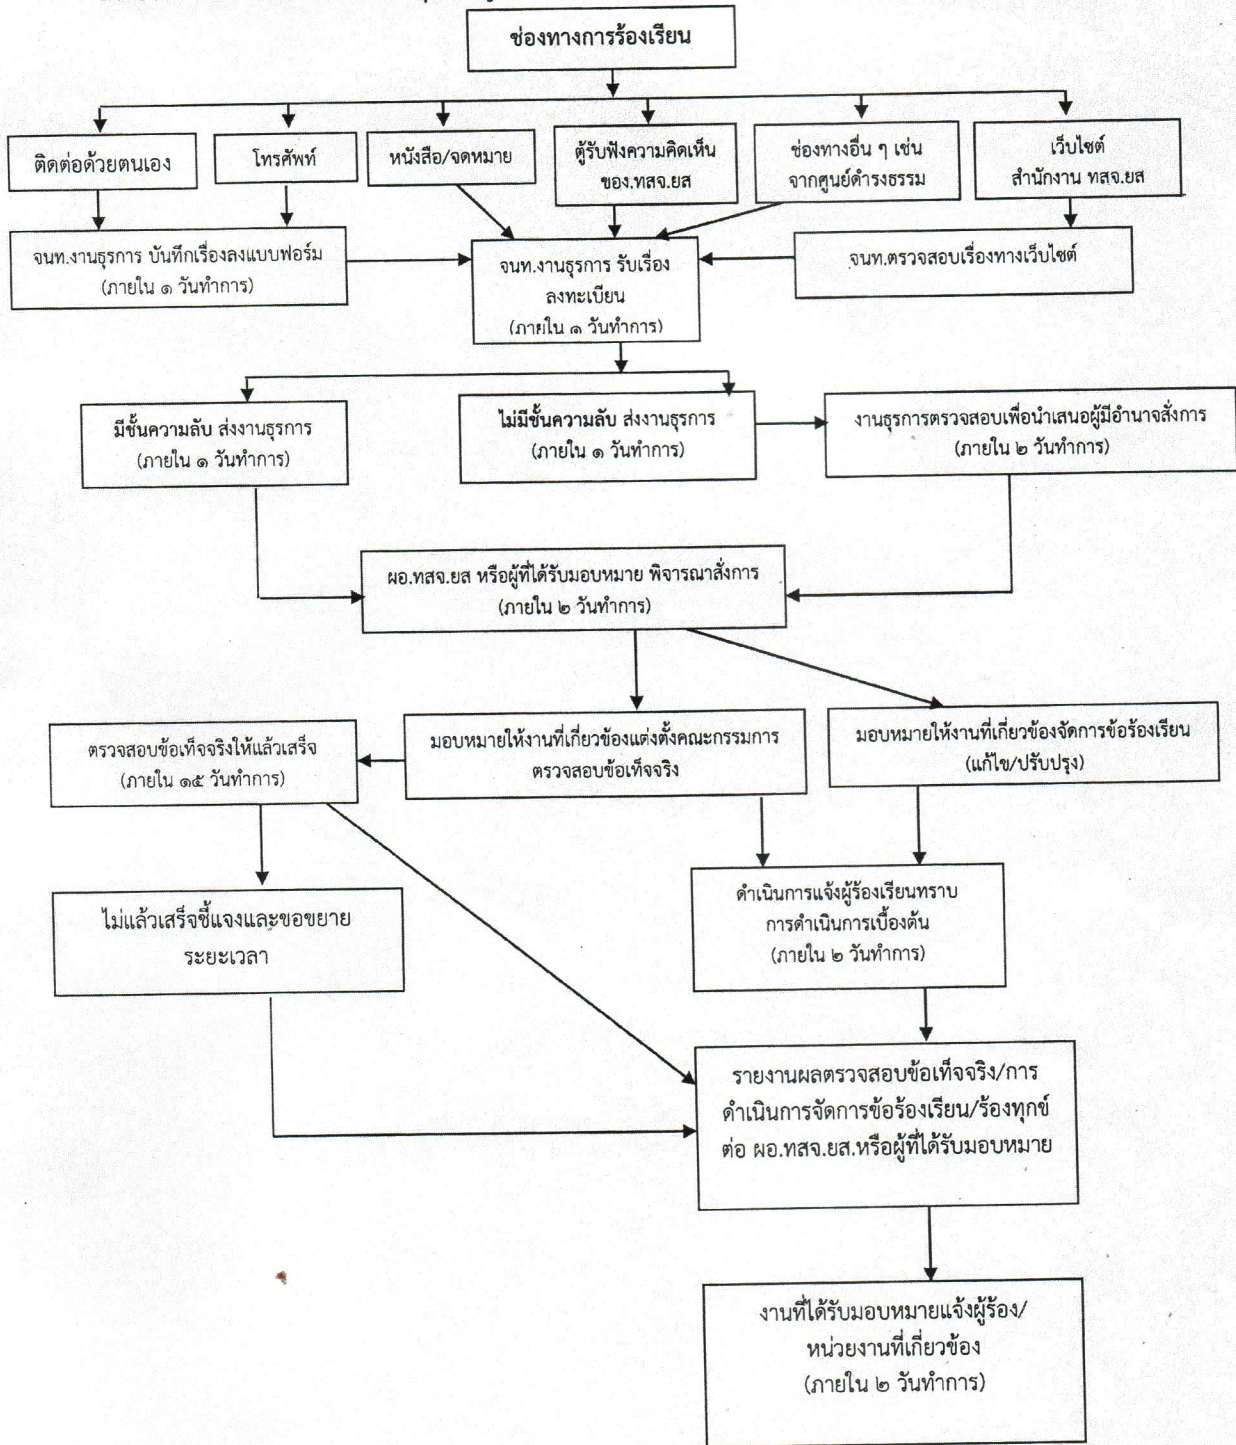 ช่องทางการร้องเรียน
ติดต่อด้วยตนเอง
โทรศัพท์
หนังสือ/จดหมาย
ตู้รับฟังความคิดเห็น
ของ.ทสจ.ยส
ช่องทางอื่น ๆ เช่น
จากศูนย์ดำรงธรรม
เว็บไซต์
สำนักงาน ทสจ.ยส
จนท.งานธุรการ บันทึกเรื่องลงแบบฟอร์ม
(ภายใน ๑ วันทำการ)
จนท.งานธุรการ รับเรื่อง
ลงทะเบียน
(ภายใน ๑ วันทำการ)
จนท.ตรวจสอบเรื่องทางเว็บไซต์
มีชั้นความลับ ส่งงานธุรการ
(ภายใน ๑ วันทำการ)
ไม่มีชั้นความลับ ส่งงานธุรการ
(ภายใน ๑ วันทำการ)
งานธุรการตรวจสอบเพื่อนำเสนอผู้มีอำนาจสั่งการ
(ภายใน ๒ วันทำการ)
ผอ.ทสจ.ยส หรือผู้ที่ได้รับมอบหมาย พิจารณาสั่งการ
(ภายใน ๒ วันทำการ)
ตรวจสอบข้อเท็จจริงให้แล้วเสร็จ
(ภายใน ๑๕ วันทำการ)
มอบหมายให้งานที่เกี่ยวข้องแต่งตั้งคณะกรรมการ
ตรวจสอบข้อเท็จจริง
มอบหมายให้งานที่เกี่ยวข้องจัดการข้อร้องเรียน
(แก้ไข/ปรับปรุง)
ไม่แล้วเสร็จชี้แจงและขอขยาย
ระยะเวลา
ดำเนินการแจ้งผู้ร้องเรียนทราบ
การดำเนินการเบื้องต้น
(ภายใน ๒ วันทำการ)
รายงานผลตรวจสอบข้อเท็จจริง/การ
ดำเนินการจัดการข้อร้องเรียน/ร้องทุกข์
ต่อ ผอ.ทสจ.ยส.หรือผู้ที่ได้รับมอบหมาย
งานที่ได้รับมอบหมายแจ้งผู้ร้อง/
หน่วยงานที่เกี่ยวข้อง
(ภายใน ๒ วันทำการ)